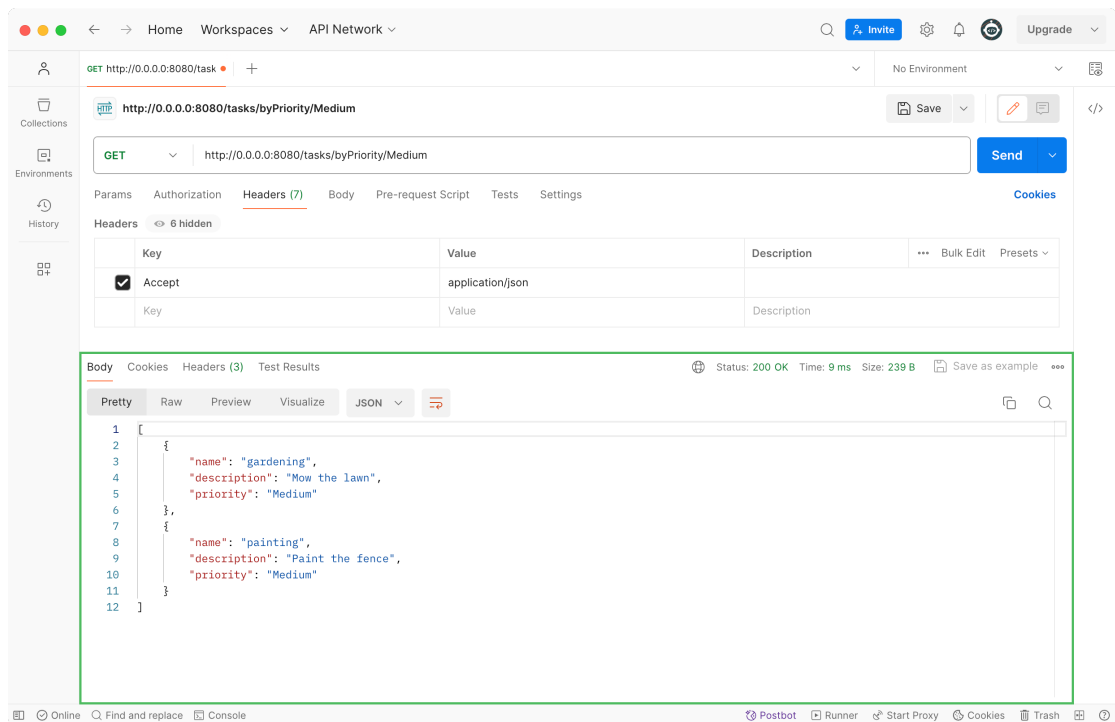 Home Workspaces API Network Invite Upgrade
GET http://0.0.0.0:8080/task No Environment
Collections
Environments
History
HTTP http://0.0.0.0:8080/tasks/byPriority/Medium Save
GET http://0.0.0.0:8080/tasks/byPriority/Medium Send
Params Authorization Headers (7) Body Pre-request Script Tests Settings Cookies
Headers 6 hidden
Key Value Description Bulk Edit Presets
Accept application/json
Key Value Description
Body Cookies Headers (3) Test Results Status: 200 OK Time: 9 ms Size: 239 B Save as example
Pretty Raw Preview Visualize JSON
1 [
2 {
3 "name": "gardening",
4 "description": "Mow the lawn",
5 "priority": "Medium"
6 },
7 {
8 "name": "painting",
9 "description": "Paint the fence",
10 "priority": "Medium"
11 }
12 ]
Online Find and replace Console Postbot Runner Start Proxy Cookies Trash